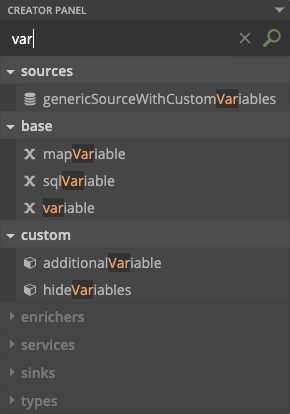 CREATOR PANEL
var
sources
genericSourceWithCustomVariables
base
mapVariable
sqlVariable
variable
custom
additionalVariable
hideVariables
enrichers
services
sinks
types